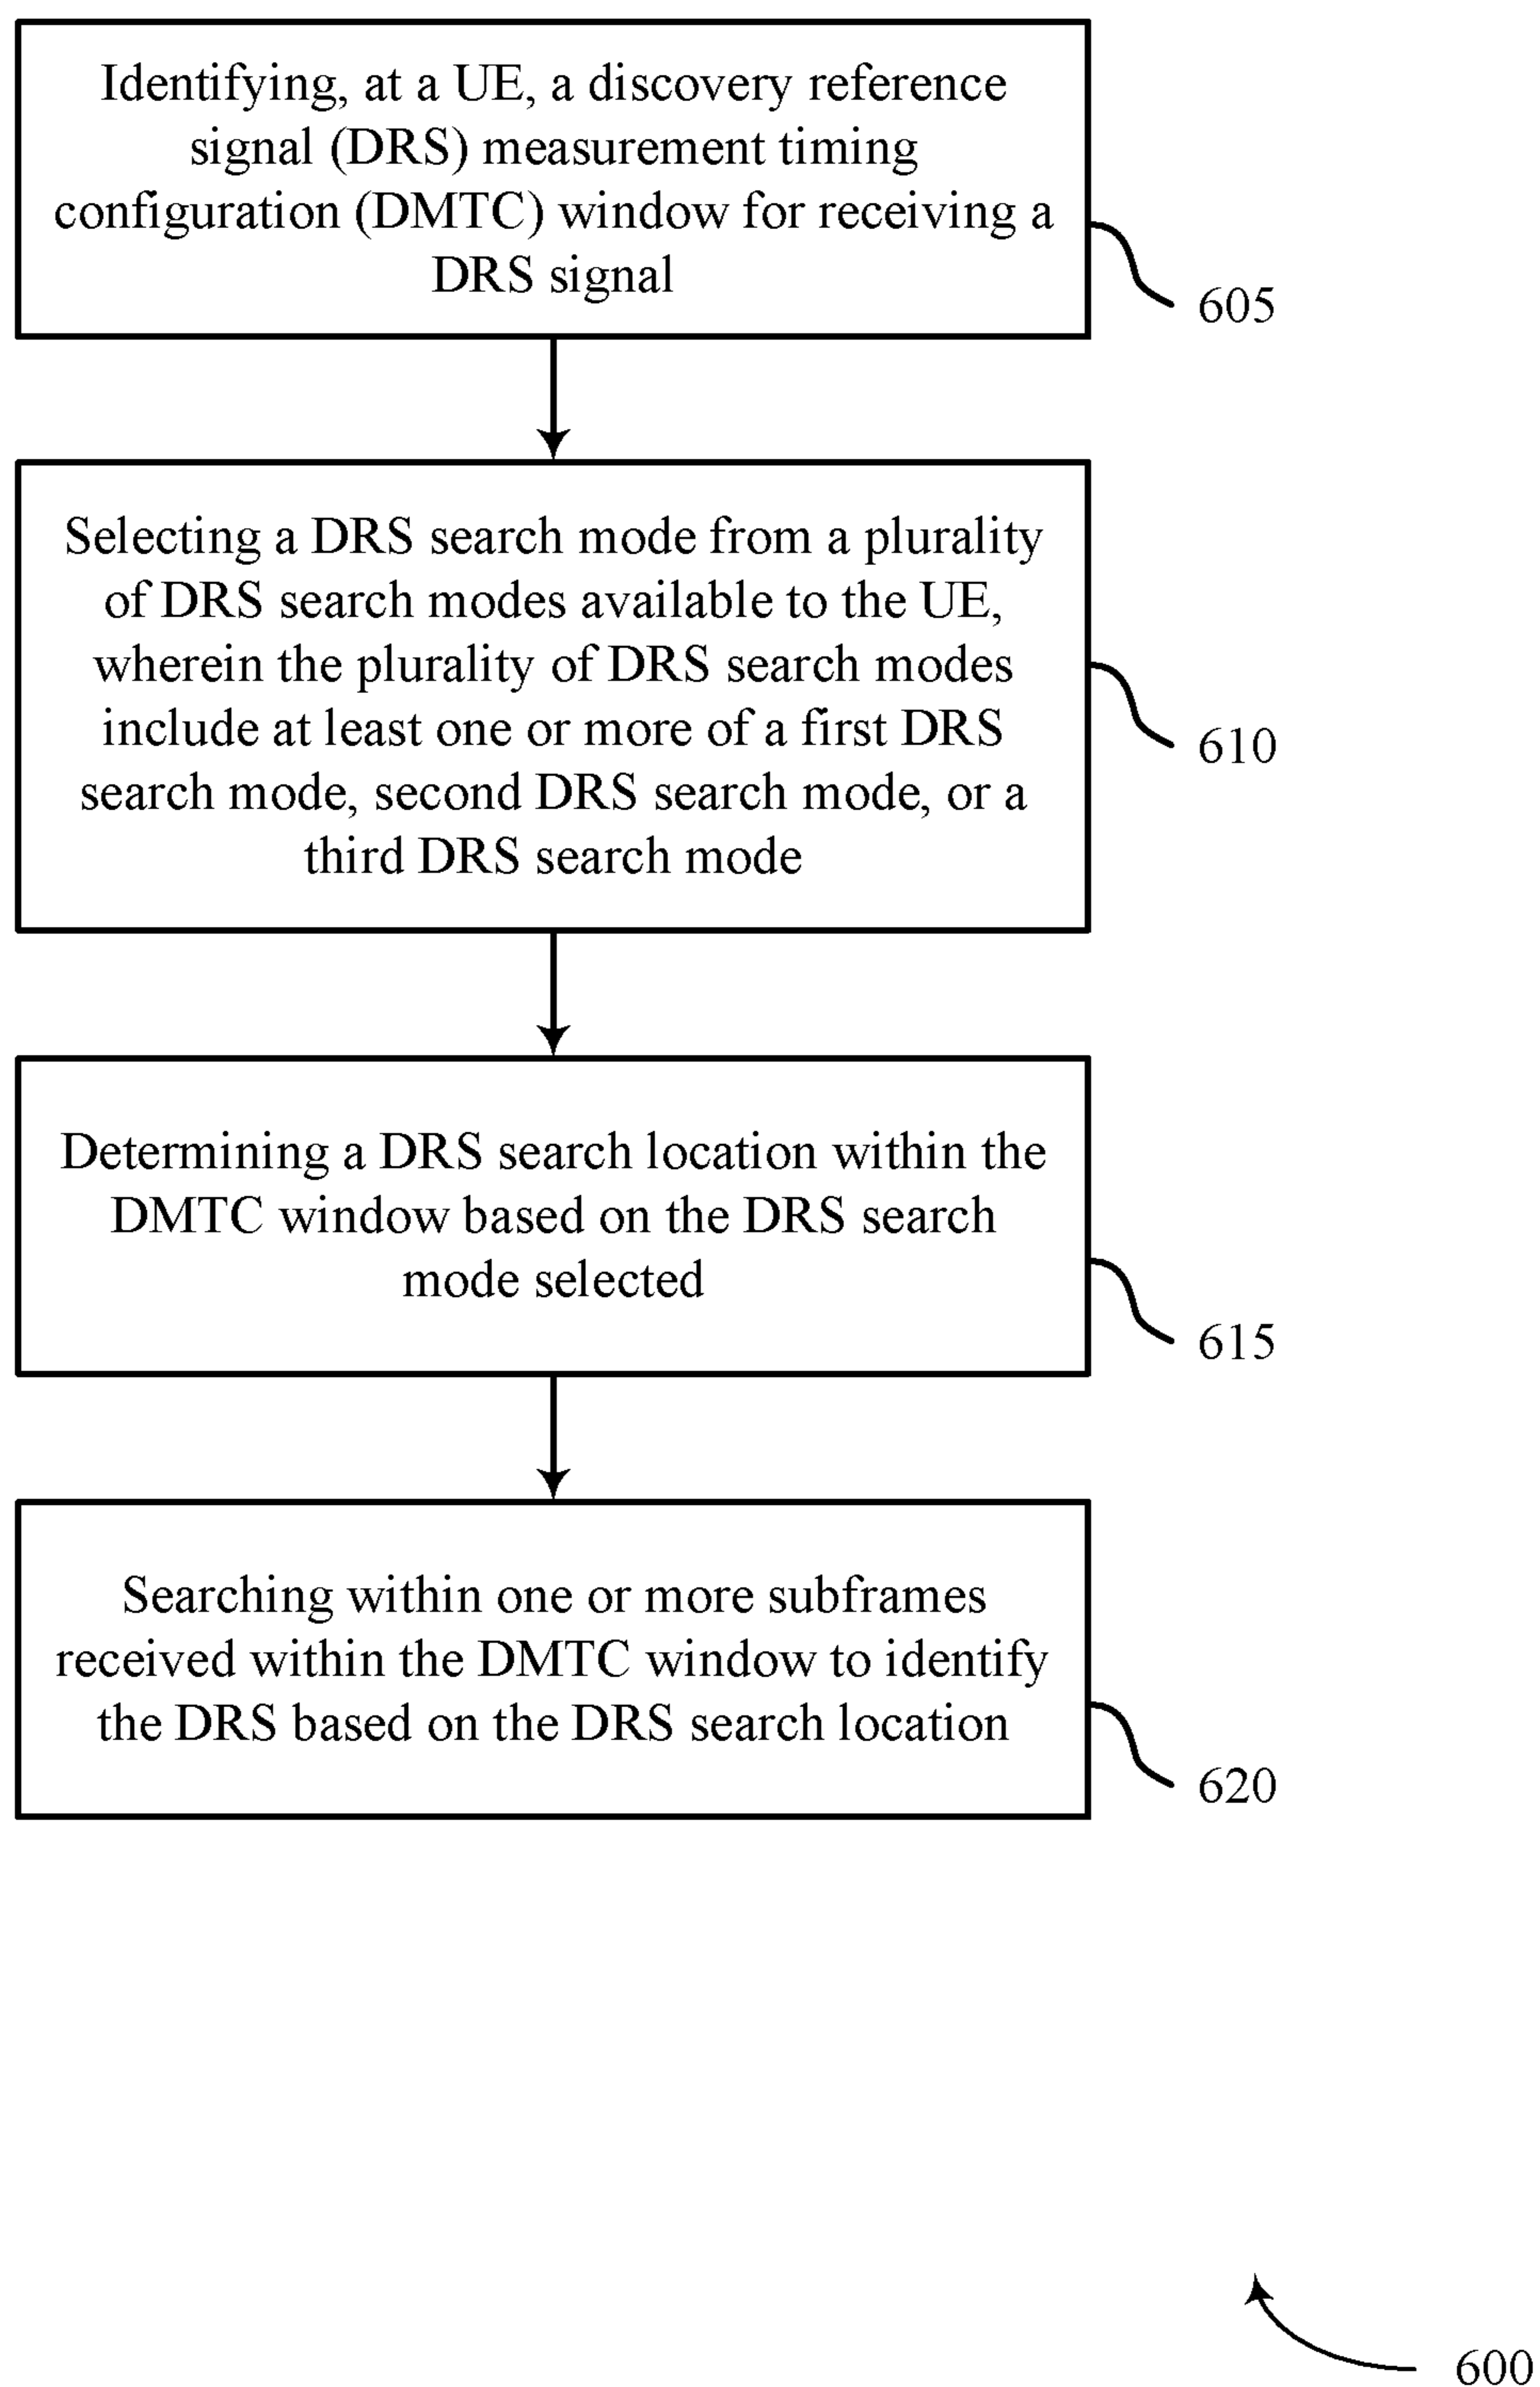 Identifying, at a UE, a discovery reference
signal (DRS) measurement timing
configuration (DMTC) window for receiving a
DRS signal
605
Selecting a DRS search mode from a plurality
of DRS search modes available to the UE,
wherein the plurality of DRS search modes
include at least one or more of a first DRS
search mode, second DRS search mode, or a
third DRS search mode
610
Determining a DRS search location within the
DMTC window based on the DRS search
mode selected
615
Searching within one or more subframes
received within the DMTC window to identify
the DRS based on the DRS search location
620
600